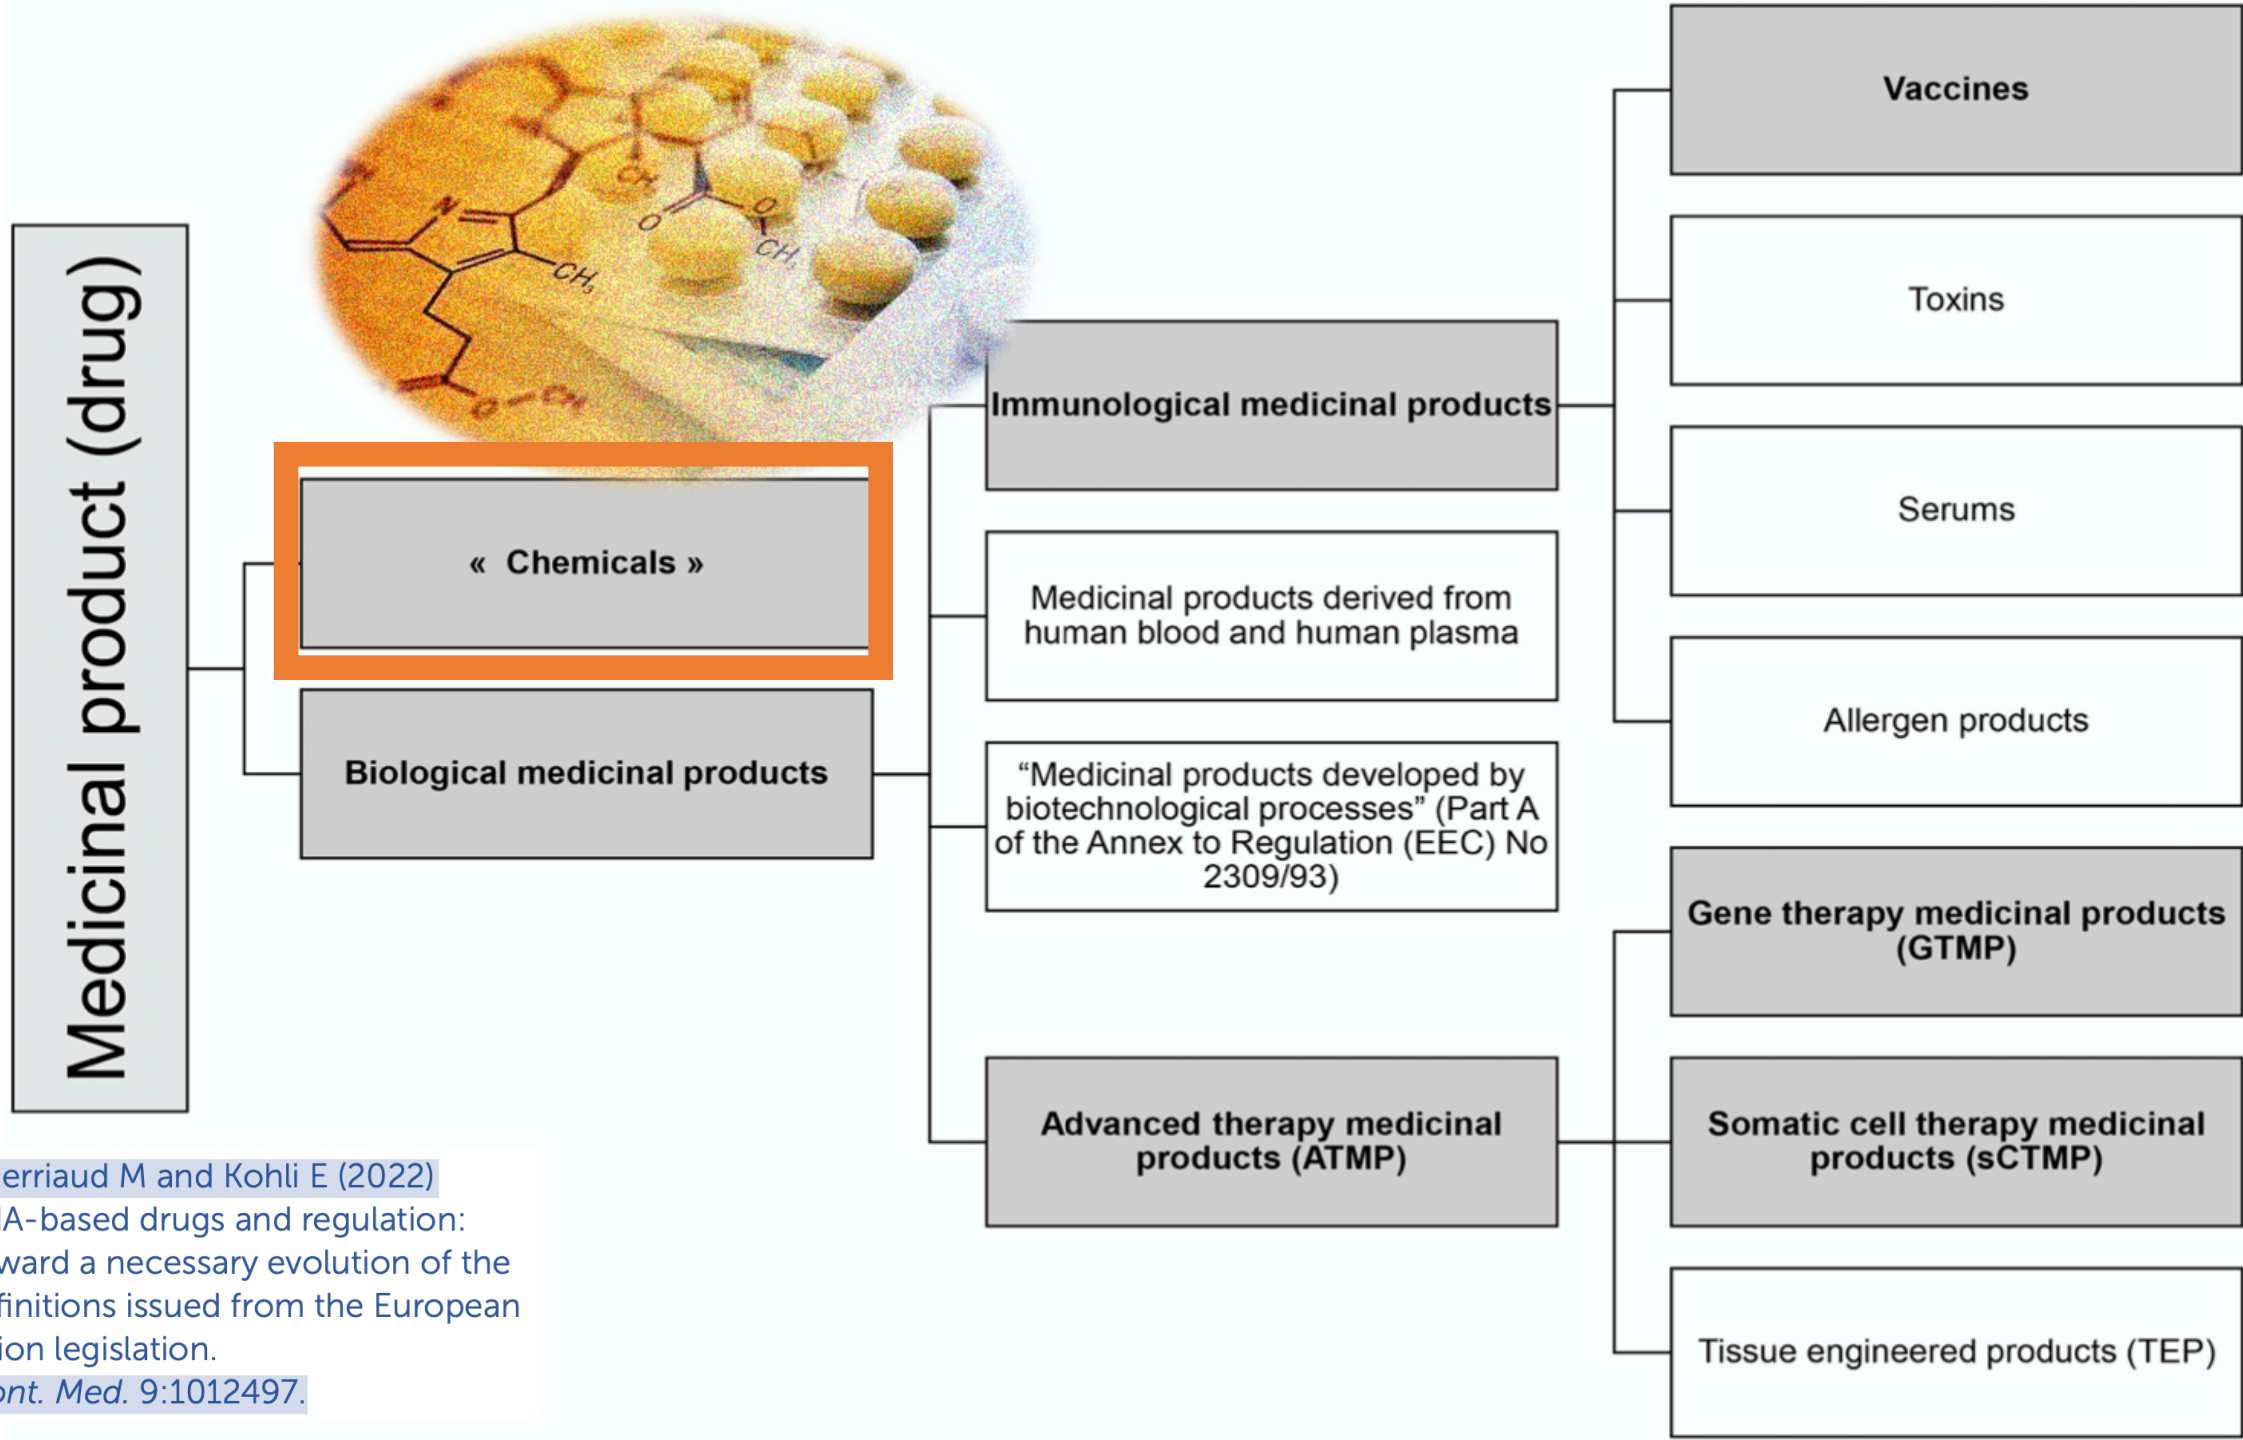 Medicinal product (drug)
N
CH₃
CH₃
O
O
CH₃
O
CH₃
« Chemicals »
Biological medicinal products
Immunological medicinal products
Medicinal products derived from
human blood and human plasma
“Medicinal products developed by
biotechnological processes” (Part A
of the Annex to Regulation (EEC) No
2309/93)
Advanced therapy medicinal
products (ATMP)
Vaccines
Toxins
Serums
Allergen products
Gene therapy medicinal products
(GTMP)
Somatic cell therapy medicinal
products (sCTMP)
Tissue engineered products (TEP)
erriaud M and Kohli E (2022)
A-based drugs and regulation:
ward a necessary evolution of the
finitions issued from the European
ion legislation.
ont. Med. 9:1012497.